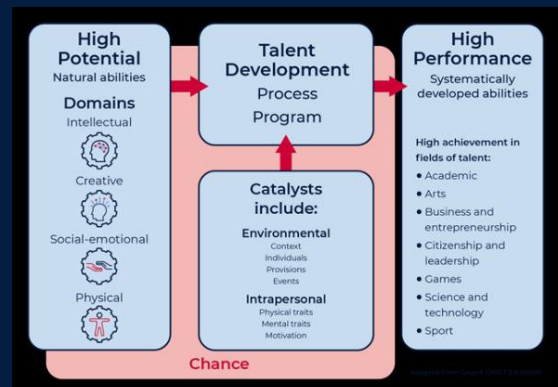 High
Potential
Natural abilities
Domains
Intellectual
Creative
Social-emotional
Physical
Talent
Development
Process
Program
Catalysts
include:
Environmental
Context
Individuals
Provisions
Events
Intrapersonal
Physical traits
Mental traits
Motivation
Chance
High
Performance
Systematically
developed abilities
High achievement in
fields of talent:
● Academic
● Arts
● Business and
entrepreneurship
● Citizenship and
leadership
● Games
● Science and
technology
● Sport